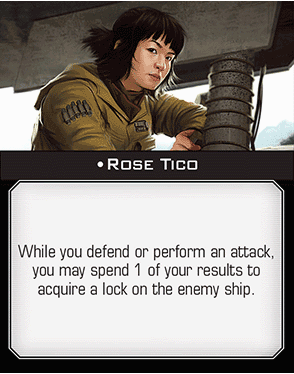 •Rose Tico
While you defend or perform an attack,
you may spend 1 of your results to
acquire a lock on the enemy ship.